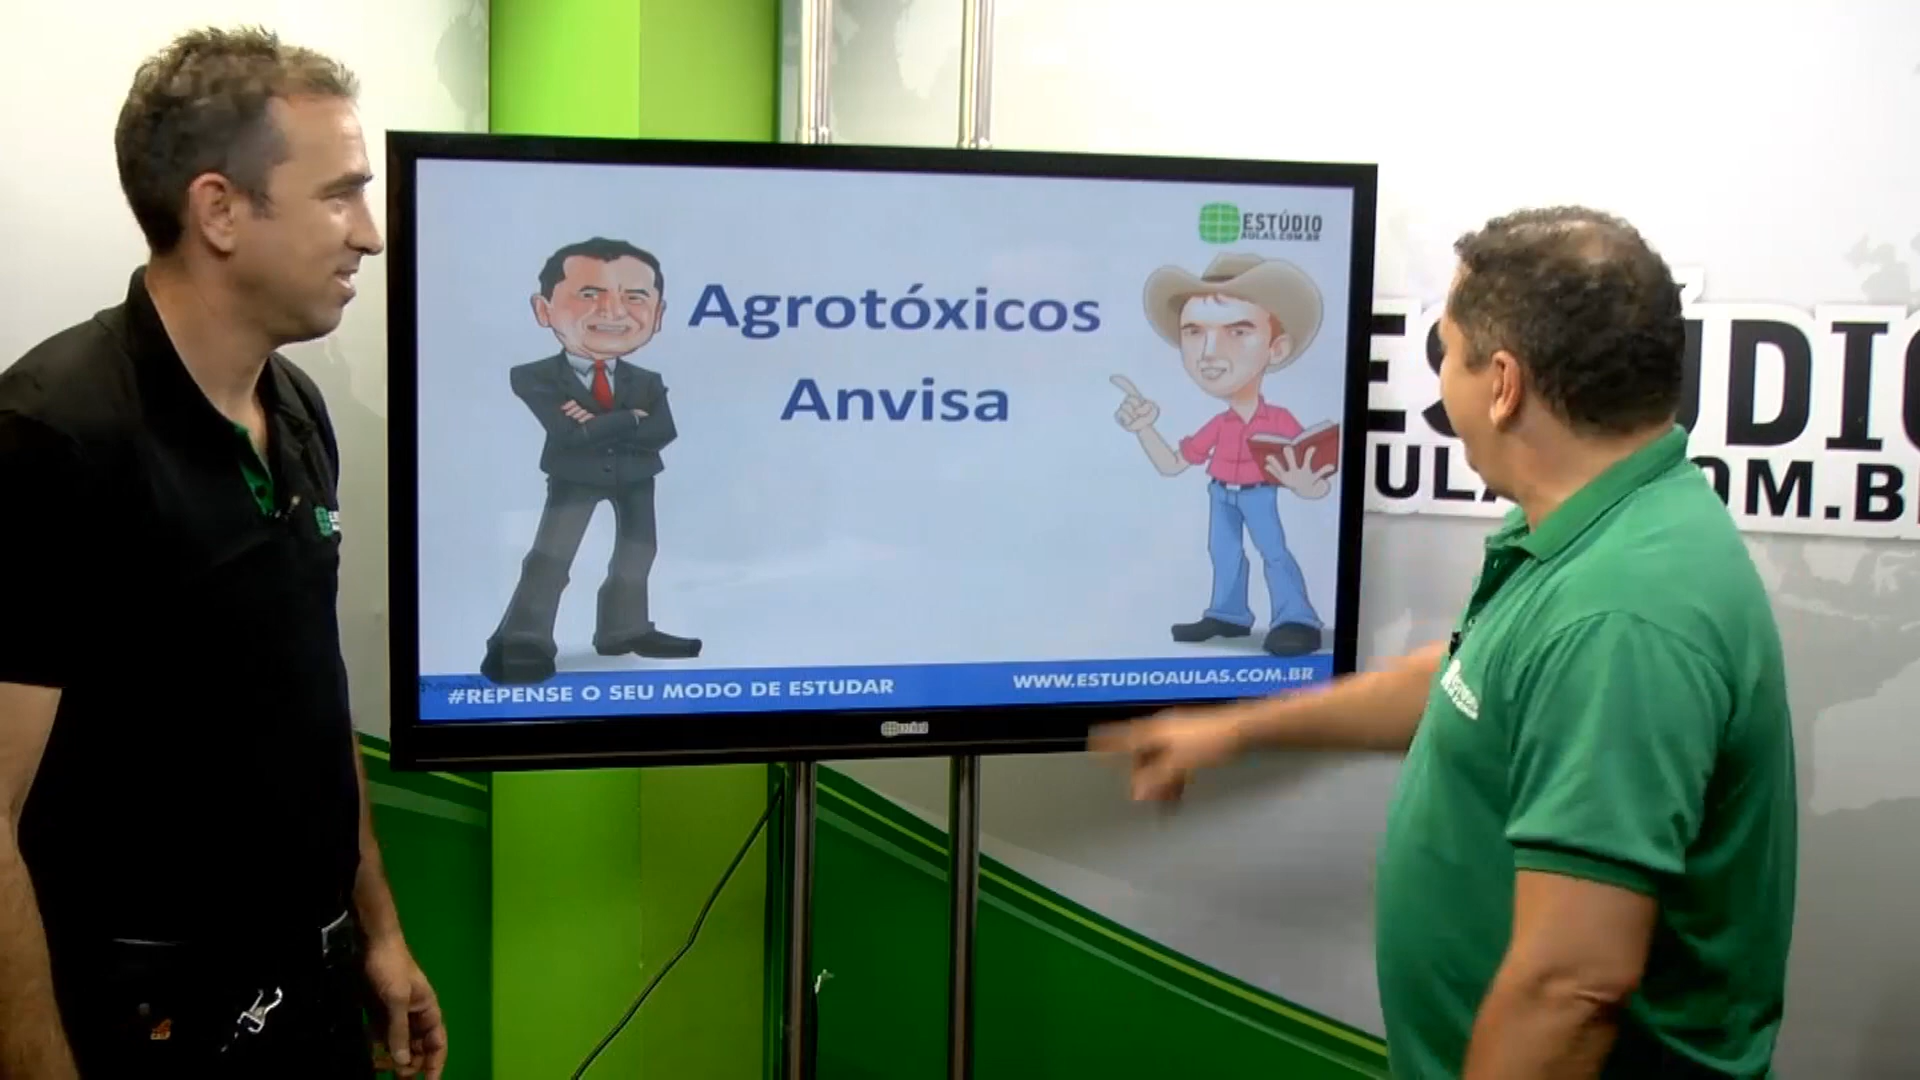 ESTÚDIO
AULAS.COM.BR
Agrotóxicos
Anvisa
#REPENSE O SEU MODO DE ESTUDAR
WWW.ESTUDIOAULAS.COM.BR